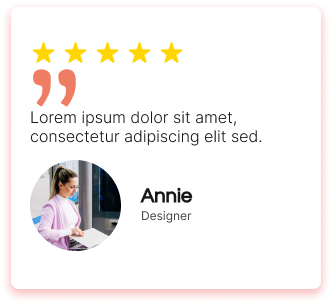 ”
Lorem ipsum dolor sit amet,
consectetur adipiscing elit sed.
Annie
Designer